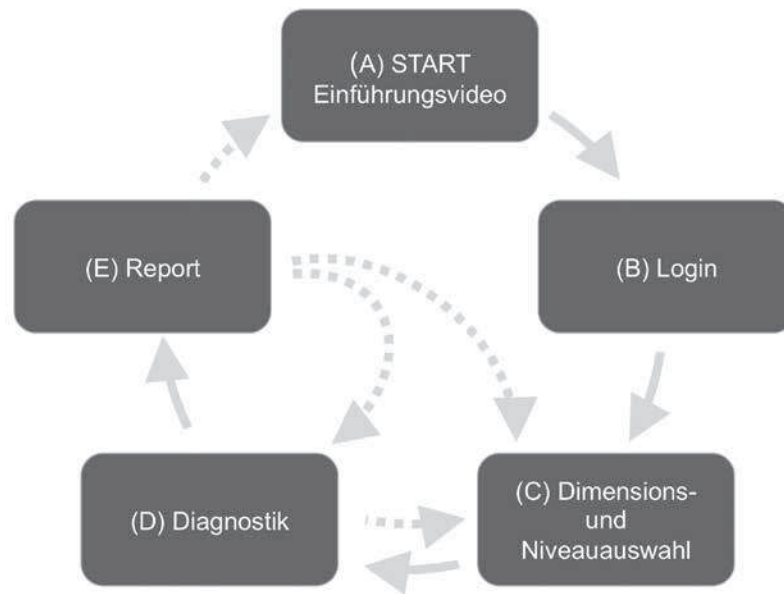 (A) START
Einführungsvideo
(B) Login
(C) Dimensions-
und
Niveauauswahl
(D) Diagnostik
(E) Report